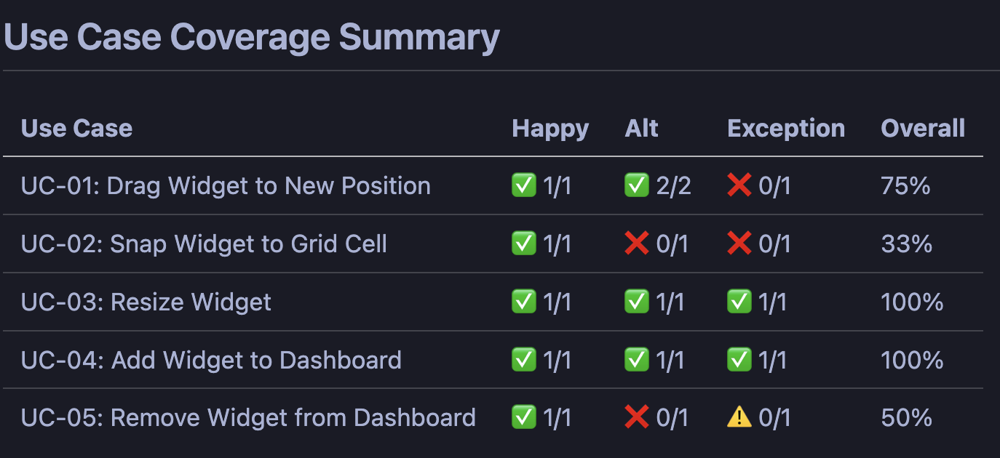 Use Case Coverage Summary
Use Case Happy Alt Exception Overall
UC-01: Drag Widget to New Position ✅ 1/1 ✅ 2/2 ❌ 0/1 75%
UC-02: Snap Widget to Grid Cell ✅ 1/1 ❌ 0/1 ❌ 0/1 33%
UC-03: Resize Widget ✅ 1/1 ✅ 1/1 ✅ 1/1 100%
UC-04: Add Widget to Dashboard ✅ 1/1 ✅ 1/1 ✅ 1/1 100%
UC-05: Remove Widget from Dashboard ✅ 1/1 ❌ 0/1 ⚠️ 0/1 50%